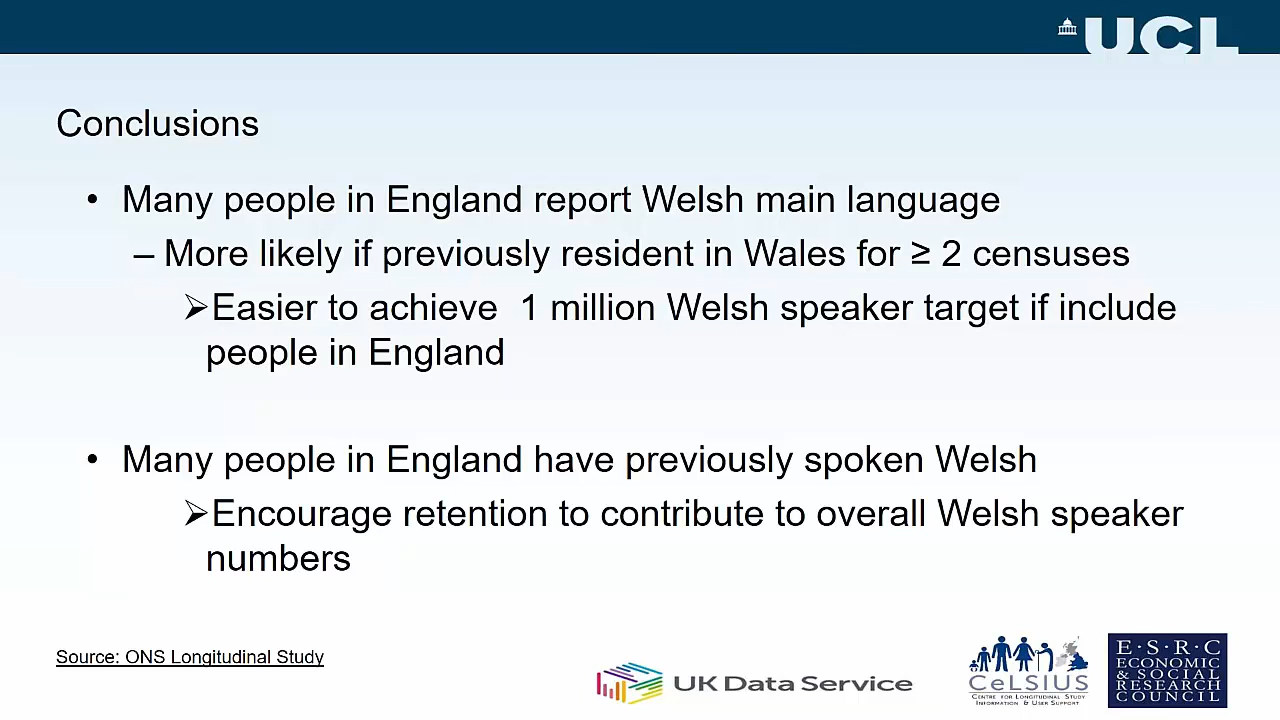 UCL
Conclusions
• Many people in England report Welsh main language
– More likely if previously resident in Wales for ≥ 2 censuses
➢Easier to achieve  1 million Welsh speaker target if include
people in England
• Many people in England have previously spoken Welsh
➢Encourage retention to contribute to overall Welsh speaker
numbers
Source: ONS Longitudinal Study
UK Data Service
CeLSIUS
Centre for Longitudinal Study
Information & User Support
E·S·R·C
ECONOMIC
& SOCIAL
RESEARCH
COUNCIL